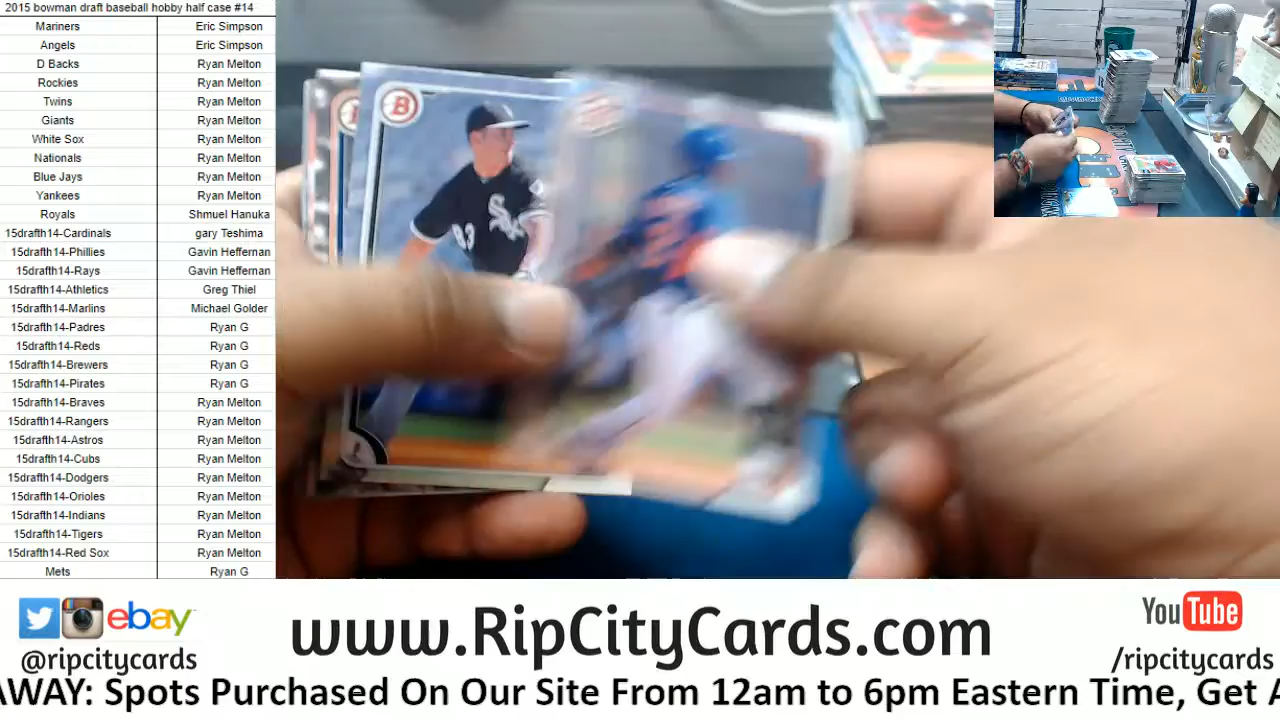 2015 bowman draft baseball hobby half case #14
Mariners Eric Simpson
Angels Eric Simpson
D Backs Ryan Melton
Rockies Ryan Melton
Twins Ryan Melton
Giants Ryan Melton
White Sox Ryan Melton
Nationals Ryan Melton
Blue Jays Ryan Melton
Yankees Ryan Melton
Royals Shmuel Hanuka
15drafth14-Cardinals gary Teshima
15drafth14-Phillies Gavin Heffernan
15drafth14-Rays Gavin Heffernan
15drafth14-Athletics Greg Thiel
15drafth14-Marlins Michael Golder
15drafth14-Padres Ryan G
15drafth14-Reds Ryan G
15drafth14-Brewers Ryan G
15drafth14-Pirates Ryan G
15drafth14-Braves Ryan Melton
15drafth14-Rangers Ryan Melton
15drafth14-Astros Ryan Melton
15drafth14-Cubs Ryan Melton
15drafth14-Dodgers Ryan Melton
15drafth14-Orioles Ryan Melton
15drafth14-Indians Ryan Melton
15drafth14-Tigers Ryan Melton
15drafth14-Red Sox Ryan Melton
Mets Ryan G
B
Sox
ebay
@ripcitycards
www.RipCityCards.com
YouTube
/ripcitycards
AWAY: Spots Purchased On Our Site From 12am to 6pm Eastern Time, Get A